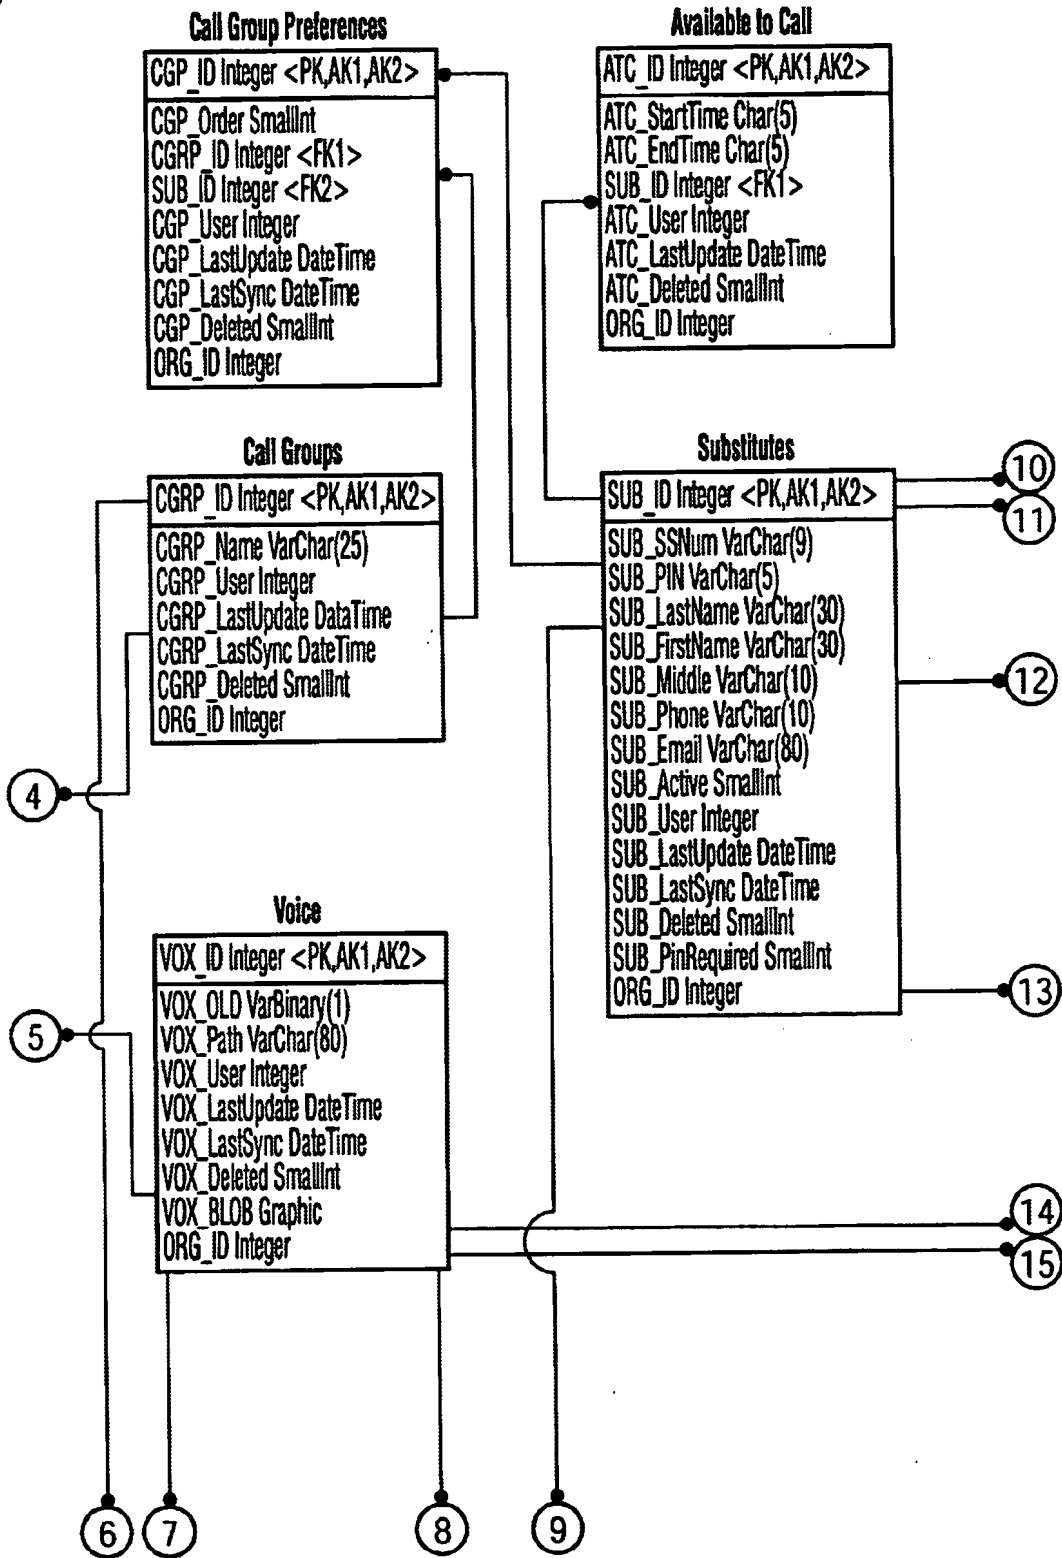 Call Group Preferences
CGP_ID Integer <PK,AK1,AK2>
CGP_Order SmallInt
CGRP_ID Integer <FK1>
SUB_ID Integer <FK2>
CGP_User Integer
CGP_LastUpdate DateTime
CGP_LastSync DateTime
CGP_Deleted SmallInt
ORG_ID Integer
Available to Call
ATC_ID Integer <PK,AK1,AK2>
ATC_StartTime Char(5)
ATC_EndTime Char(5)
SUB_ID Integer <FK1>
ATC_User Integer
ATC_LastUpdate DateTime
ATC_Deleted SmallInt
ORG_ID Integer
Call Groups
CGRP_ID Integer <PK,AK1,AK2>
CGRP_Name VarChar(25)
CGRP_User Integer
CGRP_LastUpdate DataTime
CGRP_LastSync DateTime
CGRP_Deleted SmallInt
ORG_ID Integer
Substitutes
SUB_ID Integer <PK,AK1,AK2>
SUB_SSNum VarChar(9)
SUB_PIN VarChar(5)
SUB_LastName VarChar(30)
SUB_FirstName VarChar(30)
SUB_Middle VarChar(10)
SUB_Phone VarChar(10)
SUB_Email VarChar(80)
SUB_Active SmallInt
SUB_User Integer
SUB_LastUpdate DateTime
SUB_LastSync DateTime
SUB_Deleted SmallInt
SUB_PinRequired SmallInt
ORG_ID Integer
10
11
12
13
4
Voice
VOX_ID Integer <PK,AK1,AK2>
VOX_OLD VarBinary(1)
VOX_Path VarChar(80)
VOX_User Integer
VOX_LastUpdate DateTime
VOX_LastSync DateTime
VOX_Deleted SmallInt
VOX_BLOB Graphic
ORG_ID Integer
5
14
15
6
7
8
9